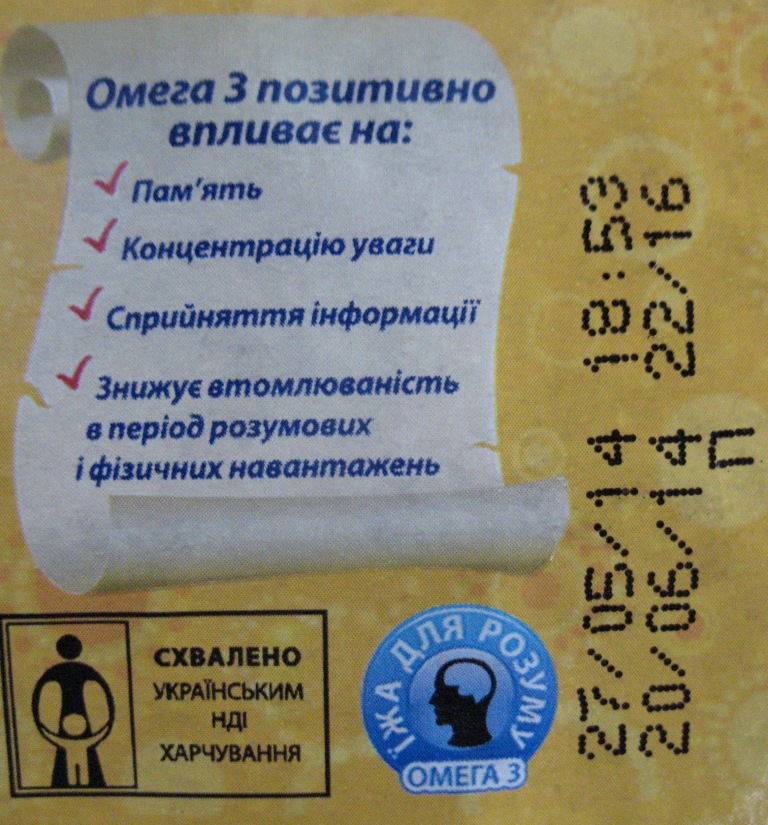 Омега 3 позитивно
впливає на:
Пам'ять
Концентрацію уваги
Сприйняття інформації
Знижує втомлюваність
в період розумових
і фізичних навантажень
СХВАЛЕНО
УКРАЇНСЬКИМ
НДІ
ХАРЧУВАННЯ
ЇЖА ДЛЯ РОЗУМУ
ОМЕГА 3
27/05/14 18:53
20/06/14 22/16
П